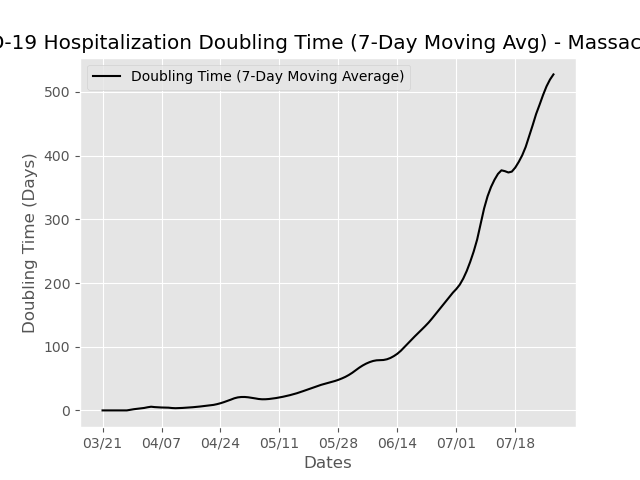 -19 Hospitalization Doubling Time (7-Day Moving Avg) - Massac
Doubling Time (7-Day Moving Average)
Doubling Time (Days)
500
400
300
200
100
0
03/21 04/07 04/24 05/11 05/28 06/14 07/01 07/18
Dates